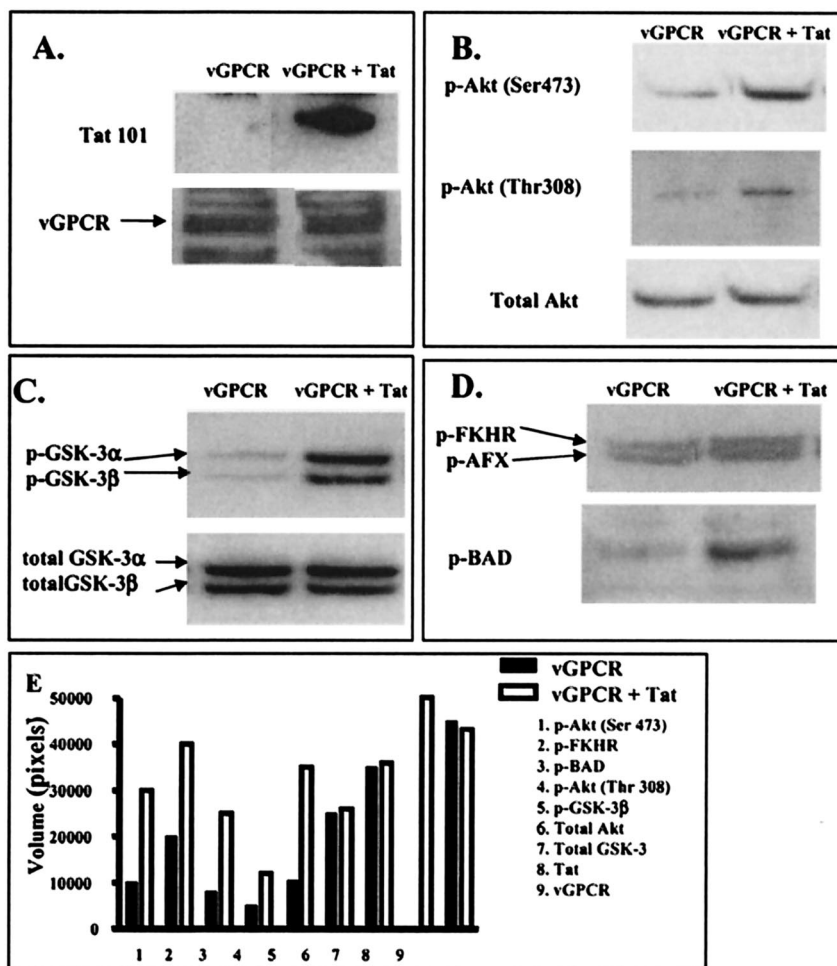 A.
vGPCR vGPCR + Tat
Tat 101
vGPCR
B.
vGPCR vGPCR + Tat
p-Akt (Ser473)
p-Akt (Thr308)
Total Akt
C.
vGPCR vGPCR + Tat
p-GSK-3α
p-GSK-3β
total GSK-3α
totalGSK-3β
D.
vGPCR vGPCR + Tat
p-FKHR
p-AFX
p-BAD
E
Volume (pixels)
50000
40000
30000
20000
10000
0
1 2 3 4 5 6 7 8 9
vGPCR
vGPCR + Tat
1. p-Akt (Ser 473)
2. p-FKHR
3. p-BAD
4. p-Akt (Thr 308)
5. p-GSK-3β
6. Total Akt
7. Total GSK-3
8. Tat
9. vGPCR